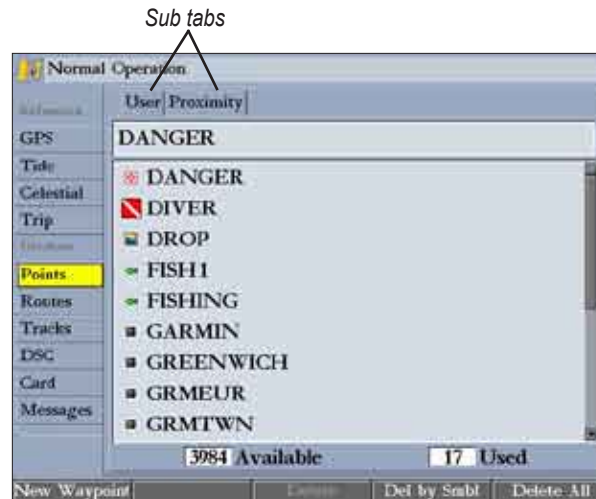 Sub tabs
Normal Operation
User Proximity
GPS
DANGER
Tide
DANGER
Celestial
DIVER
Trip
DROP
Points
FISH1
Routes
FISHING
Tracks
GARMIN
DSC
GREENWICH
Card
GRMEUR
Messages
GRMTWN
3984 Available
17 Used
New Waypoint
Del by Smbl
Delete All